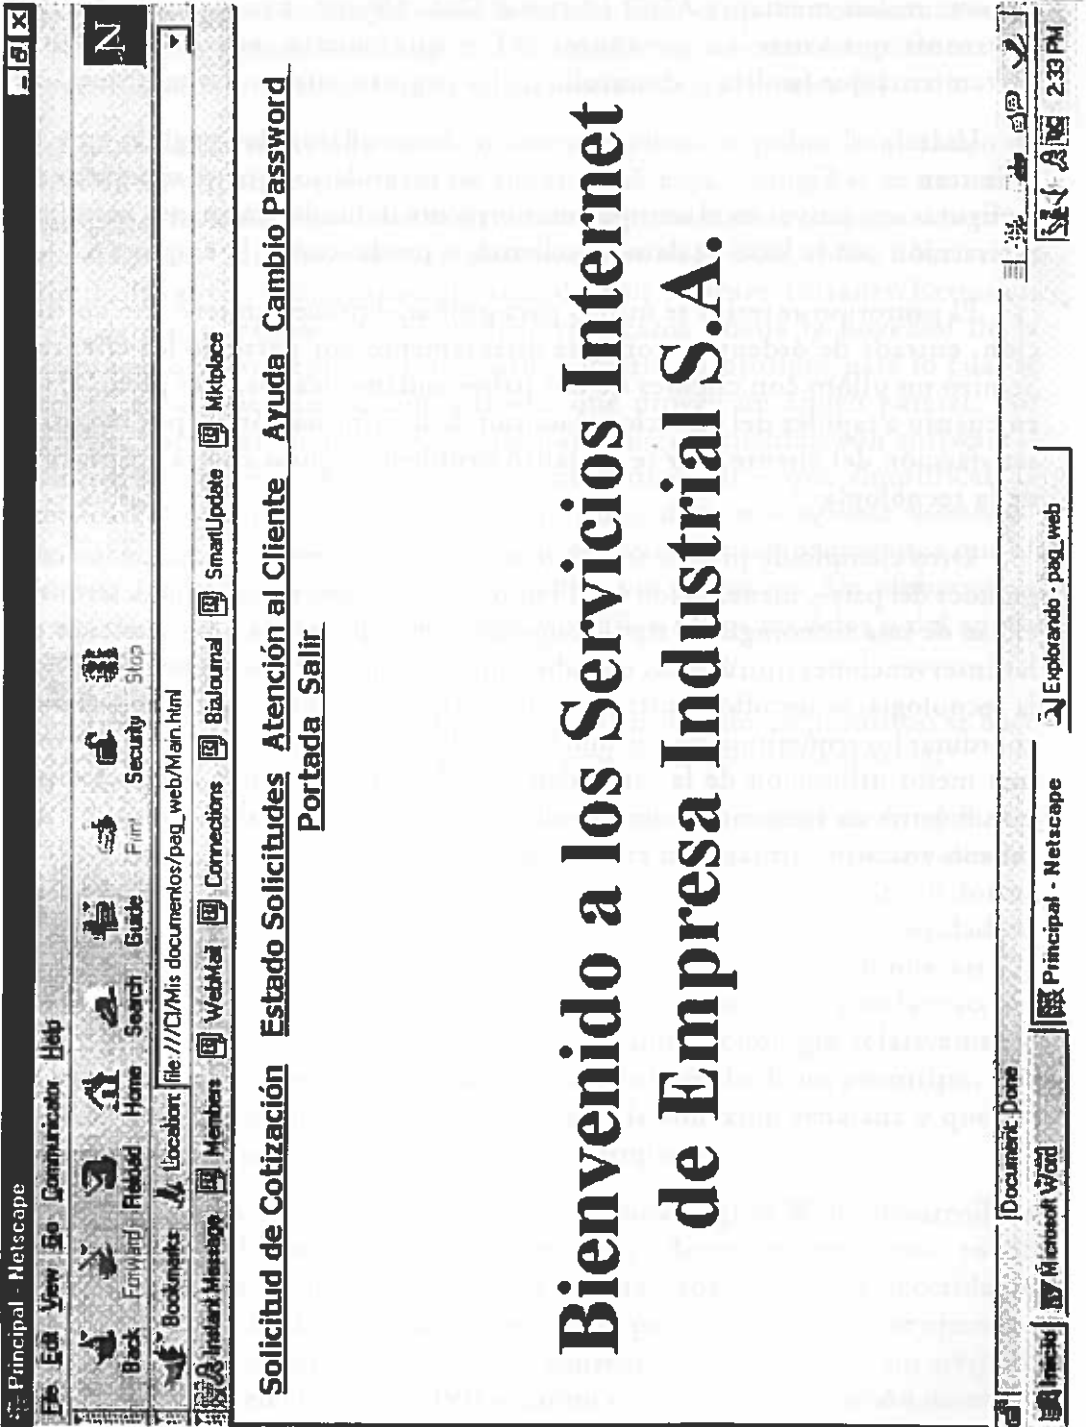 Principal - Netscape
File Edit View Go Communicator Help
Back Forward Reload Home Search Guide Print Security Stop
N
Bookmarks Location: file:///C|/Mis documentos/pag_web/Main.html
Instant Message Members WebMail Connections BizJournal SmartUpdate Mktplace
Solicitud de Cotización Estado Solicitudes Atención al Cliente Ayuda Cambio Password
Portada Salir
Bienvenido a los Servicios Internet
de Empresa Industrial S.A.
Document: Done
Inicio Microsoft Word Principal - Netscape Explorando - pag_web 2:33 PM